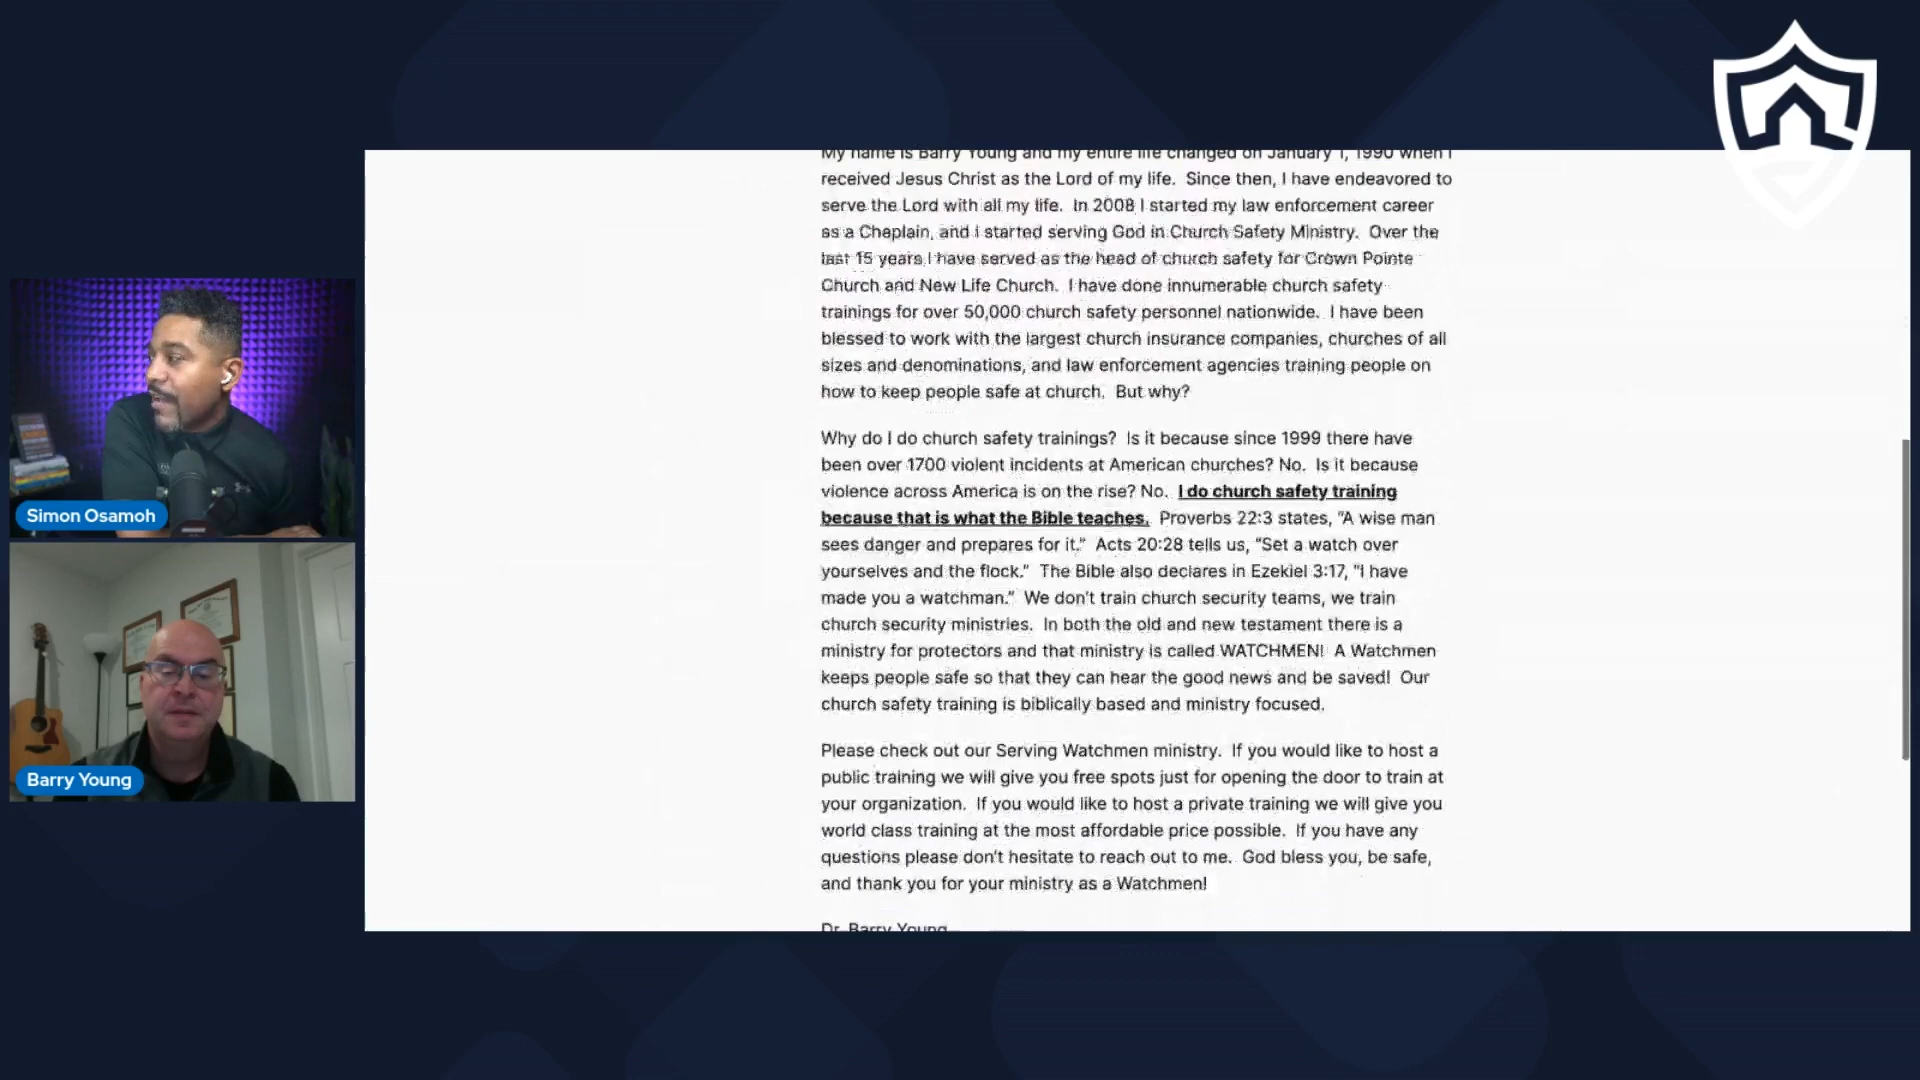 My name is Barry Young and my entire life changed on January 1, 1990 when I
received Jesus Christ as the Lord of my life. Since then, I have endeavored to
serve the Lord with all my life. In 2008 I started my law enforcement career
as a Chaplain, and I started serving God in Church Safety Ministry. Over the
last 15 years I have served as the head of church safety for Crown Pointe
Church and New Life Church. I have done innumerable church safety
trainings for over 50,000 church safety personnel nationwide. I have been
blessed to work with the largest church insurance companies, churches of all
sizes and denominations, and law enforcement agencies training people on
how to keep people safe at church. But why?
Why do I do church safety trainings? Is it because since 1999 there have
been over 1700 violent incidents at American churches? No. Is it because
violence across America is on the rise? No. I do church safety training
because that is what the Bible teaches. Proverbs 22:3 states, "A wise man
sees danger and prepares for it." Acts 20:28 tells us, "Set a watch over
yourselves and the flock." The Bible also declares in Ezekiel 3:17, "I have
made you a watchman." We don't train church security teams, we train
church security ministries. In both the old and new testament there is a
ministry for protectors and that ministry is called WATCHMEN! A Watchmen
keeps people safe so that they can hear the good news and be saved! Our
church safety training is biblically based and ministry focused.
Please check out our Serving Watchmen ministry. If you would like to host a
public training we will give you free spots just for opening the door to train at
your organization. If you would like to host a private training we will give you
world class training at the most affordable price possible. If you have any
questions please don't hesitate to reach out to me. God bless you, be safe,
and thank you for your ministry as a Watchmen!
Dr. Barry Young
Simon Osamoh
Barry Young